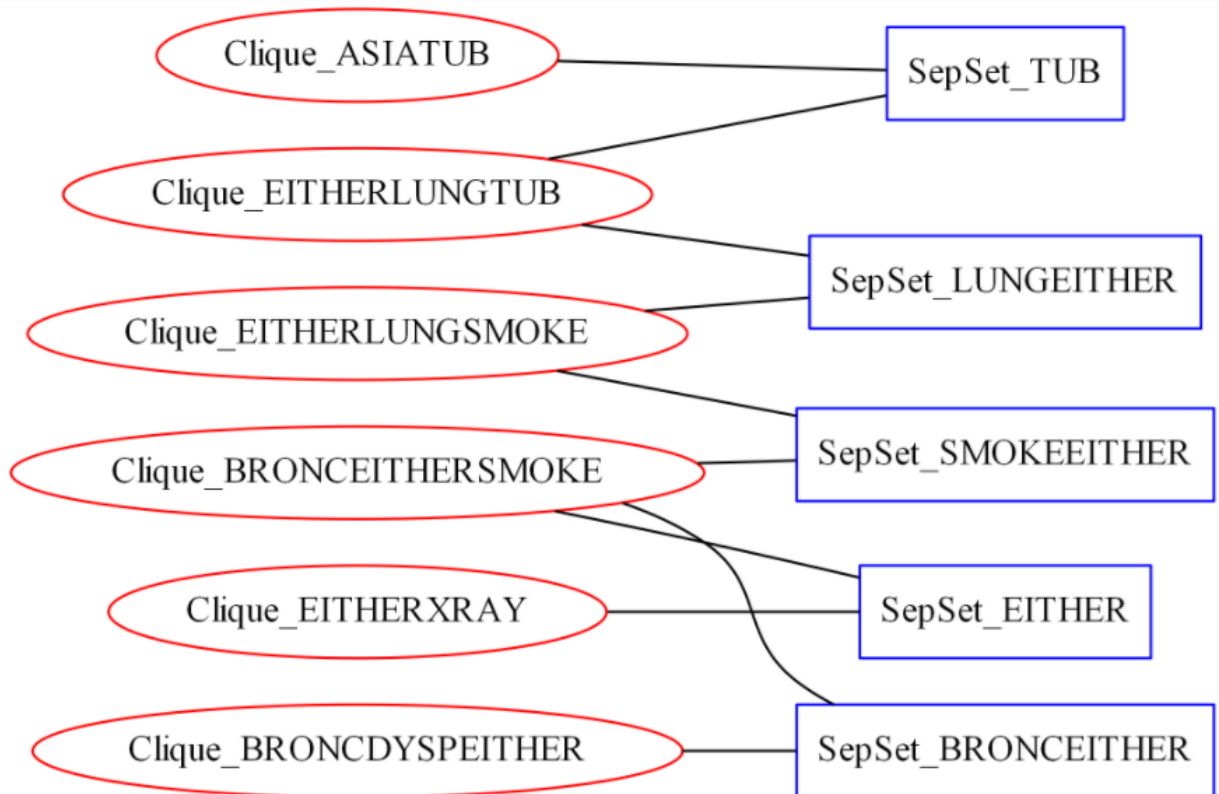 Clique_ASIATUB
SepSet_TUB
Clique_EITHERLUNGTUB
SepSet_LUNGEITHER
Clique_EITHERLUNGSMOKE
SepSet_SMOKEEITHER
Clique_BRONCEITHERSMOKE
Clique_EITHERXRAY
SepSet_EITHER
Clique_BRONCDYSPEITHER
SepSet_BRONCEITHER